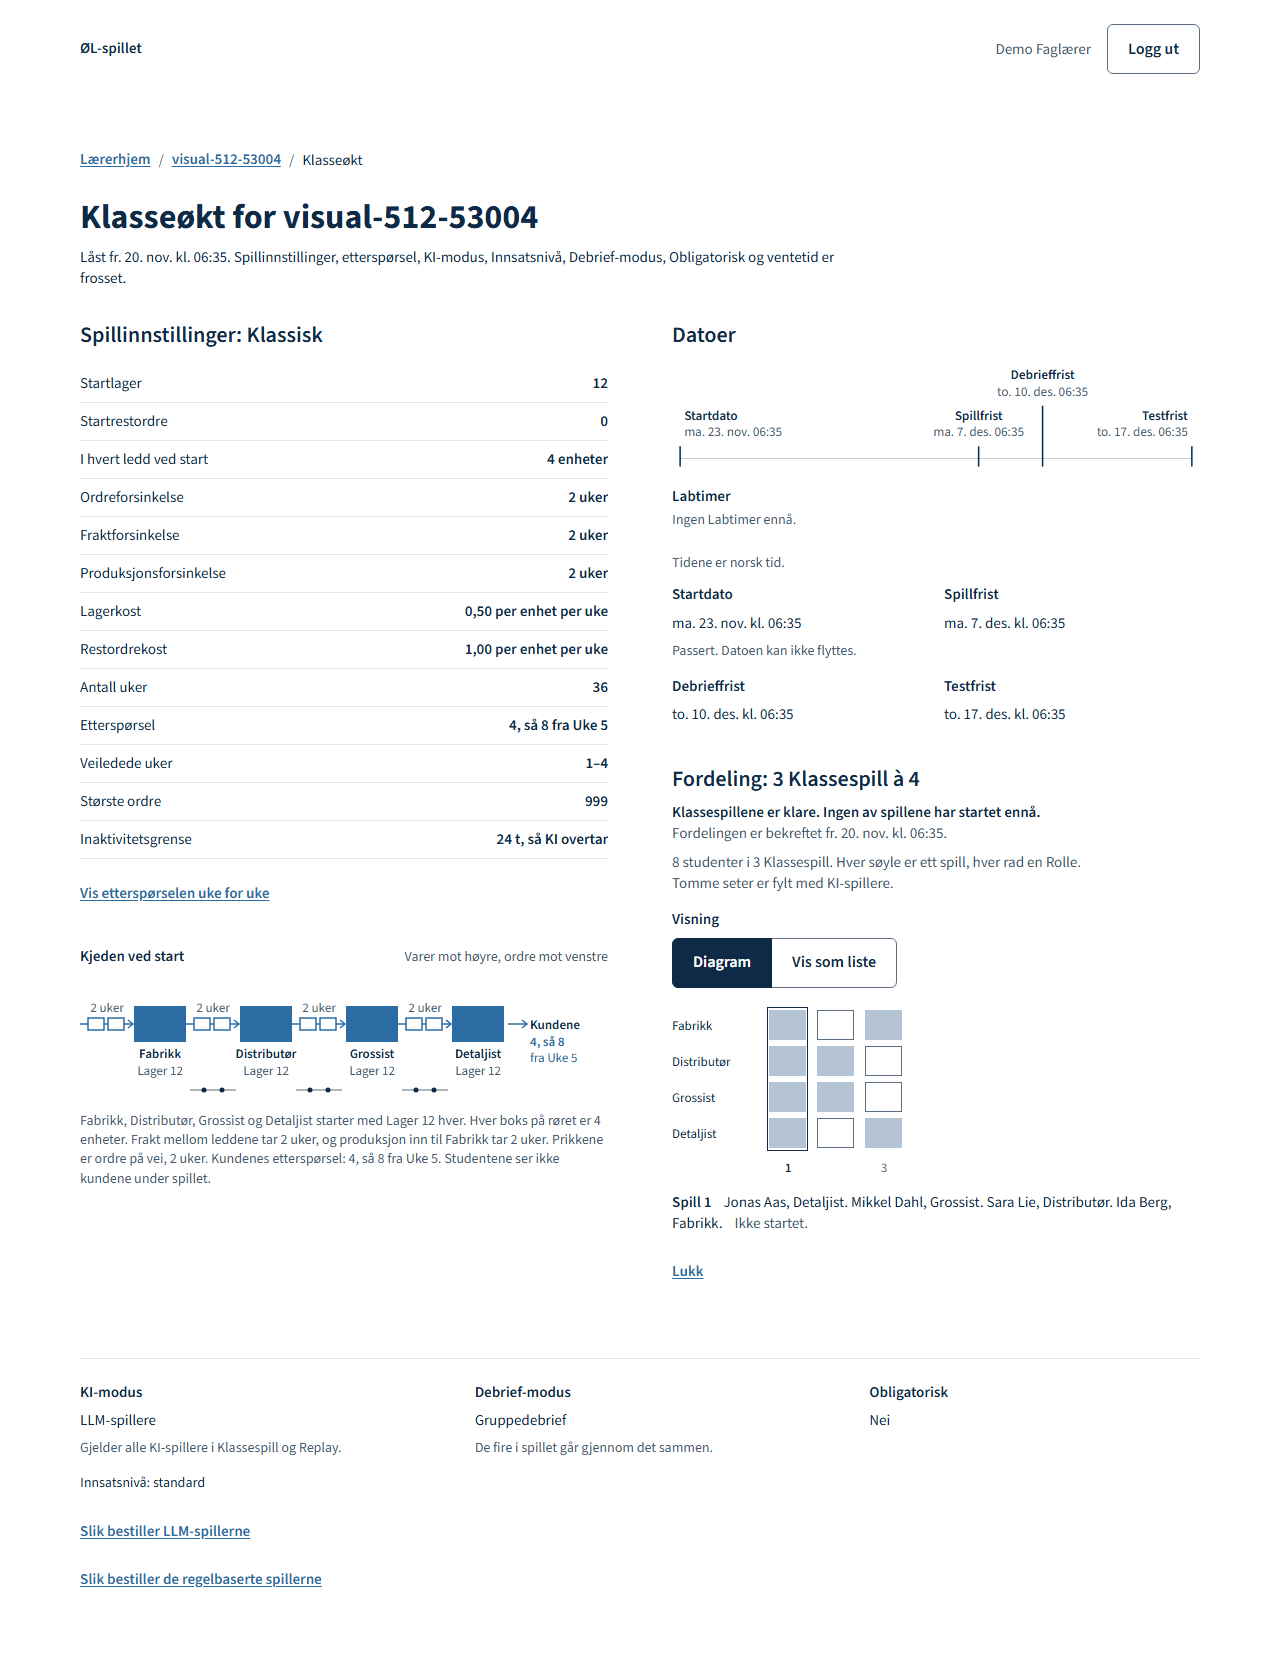 ØL-spillet
Demo Faglærer
Logg ut
Lærerhjem / visual-512-53004 / Klasseøkt
Klasseøkt for visual-512-53004
Låst fr. 20. nov. kl. 06:35. Spillinnstillinger, etterspørsel, KI-modus, Innsatsnivå, Debrief-modus, Obligatorisk og ventetid er
frosset.
Spillinnstillinger: Klassisk
Startlager 12
Startrestordre 0
I hvert ledd ved start 4 enheter
Ordreforsinkelse 2 uker
Fraktforsinkelse 2 uker
Produksjonsforsinkelse 2 uker
Lagerkost 0,50 per enhet per uke
Restordrekost 1,00 per enhet per uke
Antall uker 36
Etterspørsel 4, så 8 fra Uke 5
Veiledede uker 1–4
Største ordre 999
Inaktivitetsgrense 24 t, så KI overtar
Vis etterspørselen uke for uke
Kjeden ved start Varer mot høyre, ordre mot venstre
2 uker 2 uker 2 uker 2 uker
Kundene
4, så 8
fra Uke 5
Fabrikk Distributør Grossist Detaljist
Lager 12 Lager 12 Lager 12 Lager 12
Fabrikk, Distributør, Grossist og Detaljist starter med Lager 12 hver. Hver boks på røret er 4
enheter. Frakt mellom leddene tar 2 uker, og produksjon inn til Fabrikk tar 2 uker. Prikkene
er ordre på vei, 2 uker. Kundenes etterspørsel: 4, så 8 fra Uke 5. Studentene ser ikke
kundene under spillet.
Datoer
Debrieffrist
to. 10. des. 06:35
Startdato Spillfrist Testfrist
ma. 23. nov. 06:35 ma. 7. des. 06:35 to. 17. des. 06:35
Labtimer
Ingen Labtimer ennå.
Tidene er norsk tid.
Startdato Spillfrist
ma. 23. nov. kl. 06:35 ma. 7. des. kl. 06:35
Passert. Datoen kan ikke flyttes.
Debrieffrist Testfrist
to. 10. des. kl. 06:35 to. 17. des. kl. 06:35
Fordeling: 3 Klassespill à 4
Klassespillene er klare. Ingen av spillene har startet ennå.
Fordelingen er bekreftet fr. 20. nov. kl. 06:35.
8 studenter i 3 Klassespill. Hver søyle er ett spill, hver rad en Rolle.
Tomme seter er fylt med KI-spillere.
Visning
Diagram Vis som liste
Fabrikk
Distributør
Grossist
Detaljist
1 3
Spill 1 Jonas Aas, Detaljist. Mikkel Dahl, Grossist. Sara Lie, Distributør. Ida Berg,
Fabrikk. Ikke startet.
Lukk
KI-modus Debrief-modus Obligatorisk
LLM-spillere Gruppedebrief Nei
Gjelder alle KI-spillere i Klassespill og Replay. De fire i spillet går gjennom det sammen.
Innsatsnivå: standard
Slik bestiller LLM-spillerne
Slik bestiller de regelbaserte spillerne